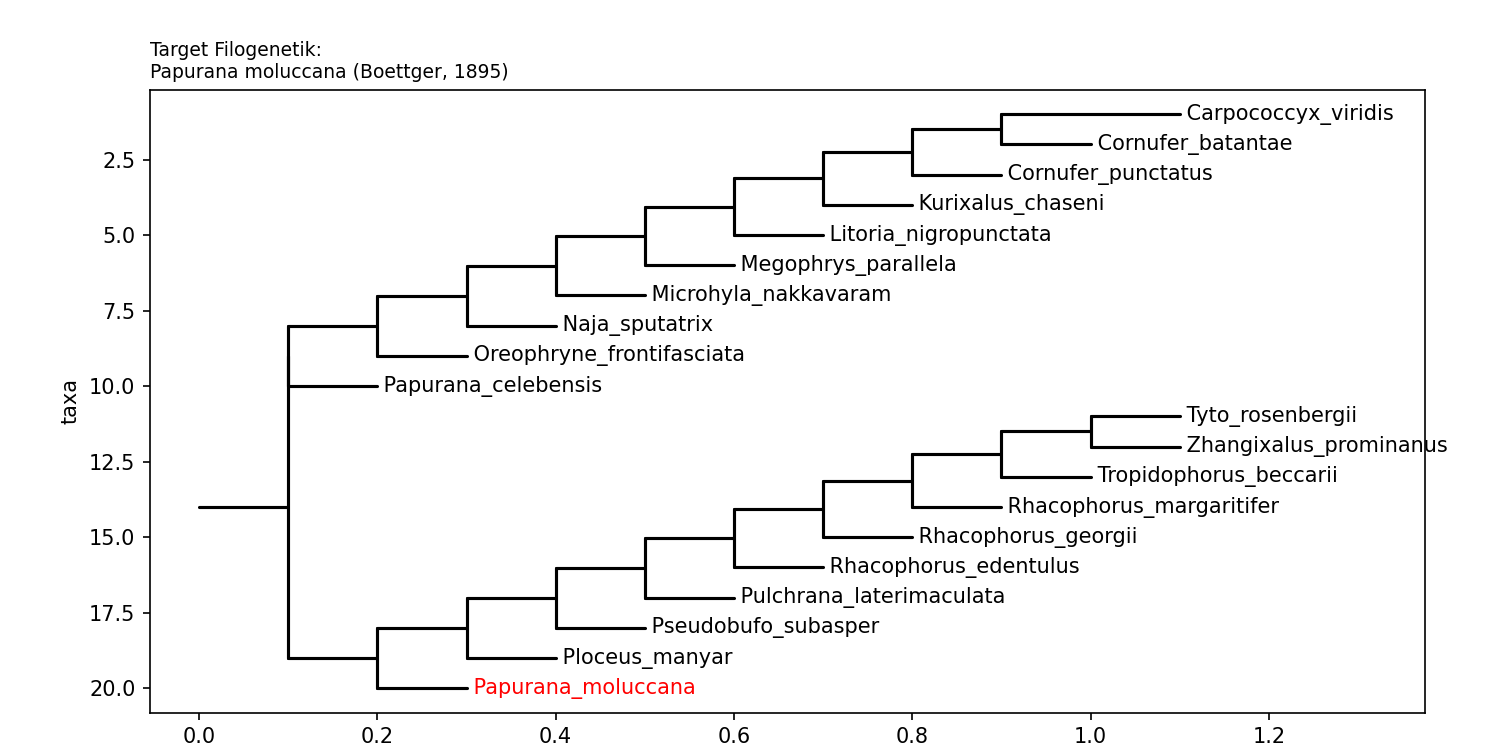 Target Filogenetik:
Papurana moluccana (Boettger, 1895)
Carpococcyx_viridis
Cornufer_batantae
2.5
Cornufer_punctatus
Kurixalus_chaseni
5.0
Litoria_nigropunctata
Megophrys_parallela
Microhyla_nakkavaram
7.5
Naja_sputatrix
Oreophryne_frontifasciata
10.0
Papurana_celebensis
taxa
Tyto_rosenbergii
Zhangixalus_prominanus
12.5
Tropidophorus_beccarii
Rhacophorus_margaritifer
15.0
Rhacophorus_georgii
Rhacophorus_edentulus
Pulchrana_laterimaculata
17.5
Pseudobufo_subasper
Ploceus_manyar
20.0
Papurana_moluccana
0.0 0.2 0.4 0.6 0.8 1.0 1.2